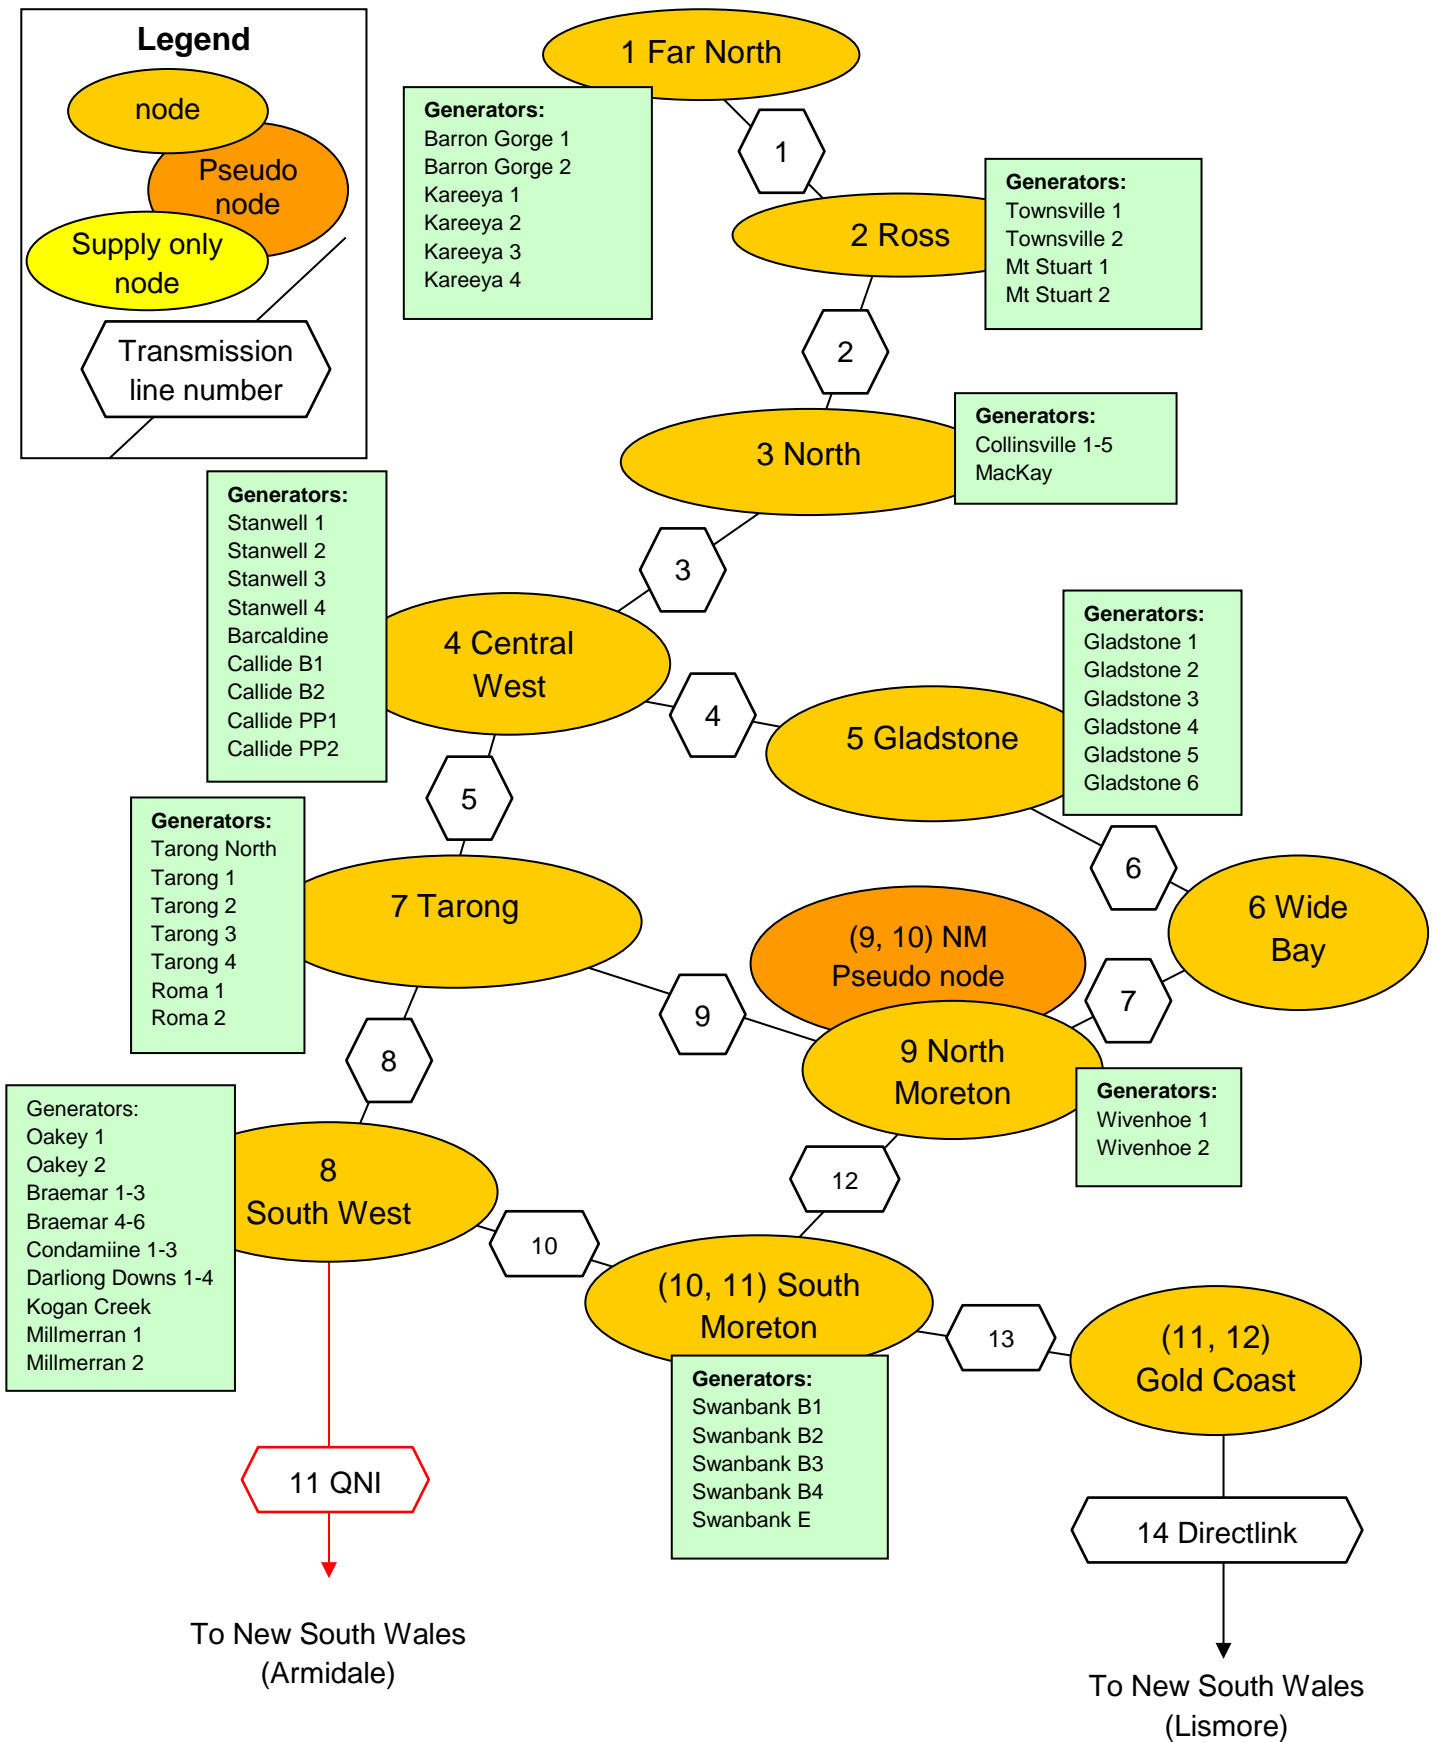 Legend
node
Pseudo
node
Supply only
node
Transmission
line number
1 Far North
Generators:
Barron Gorge 1
Barron Gorge 2
Kareeya 1
Kareeya 2
Kareeya 3
Kareeya 4
1
2 Ross
Generators:
Townsville 1
Townsville 2
Mt Stuart 1
Mt Stuart 2
2
3 North
Generators:
Collinsville 1-5
MacKay
3
Generators:
Stanwell 1
Stanwell 2
Stanwell 3
Stanwell 4
Barcaldine
Callide B1
Callide B2
Callide PP1
Callide PP2
4 Central
West
4
5 Gladstone
Generators:
Gladstone 1
Gladstone 2
Gladstone 3
Gladstone 4
Gladstone 5
Gladstone 6
5
6
Generators:
Tarong North
Tarong 1
Tarong 2
Tarong 3
Tarong 4
Roma 1
Roma 2
7 Tarong
(9, 10) NM
Pseudo node
6 Wide
Bay
7
9
8
9 North
Moreton
Generators:
Wivenhoe 1
Wivenhoe 2
Generators:
Oakey 1
Oakey 2
Braemar 1-3
Braemar 4-6
Condamiine 1-3
Darliong Downs 1-4
Kogan Creek
Millmerran 1
Millmerran 2
8
South West
12
10
(10, 11) South
Moreton
Generators:
Swanbank B1
Swanbank B2
Swanbank B3
Swanbank B4
Swanbank E
13
(11, 12)
Gold Coast
11 QNI
14 Directlink
To New South Wales
(Armidale)
To New South Wales
(Lismore)